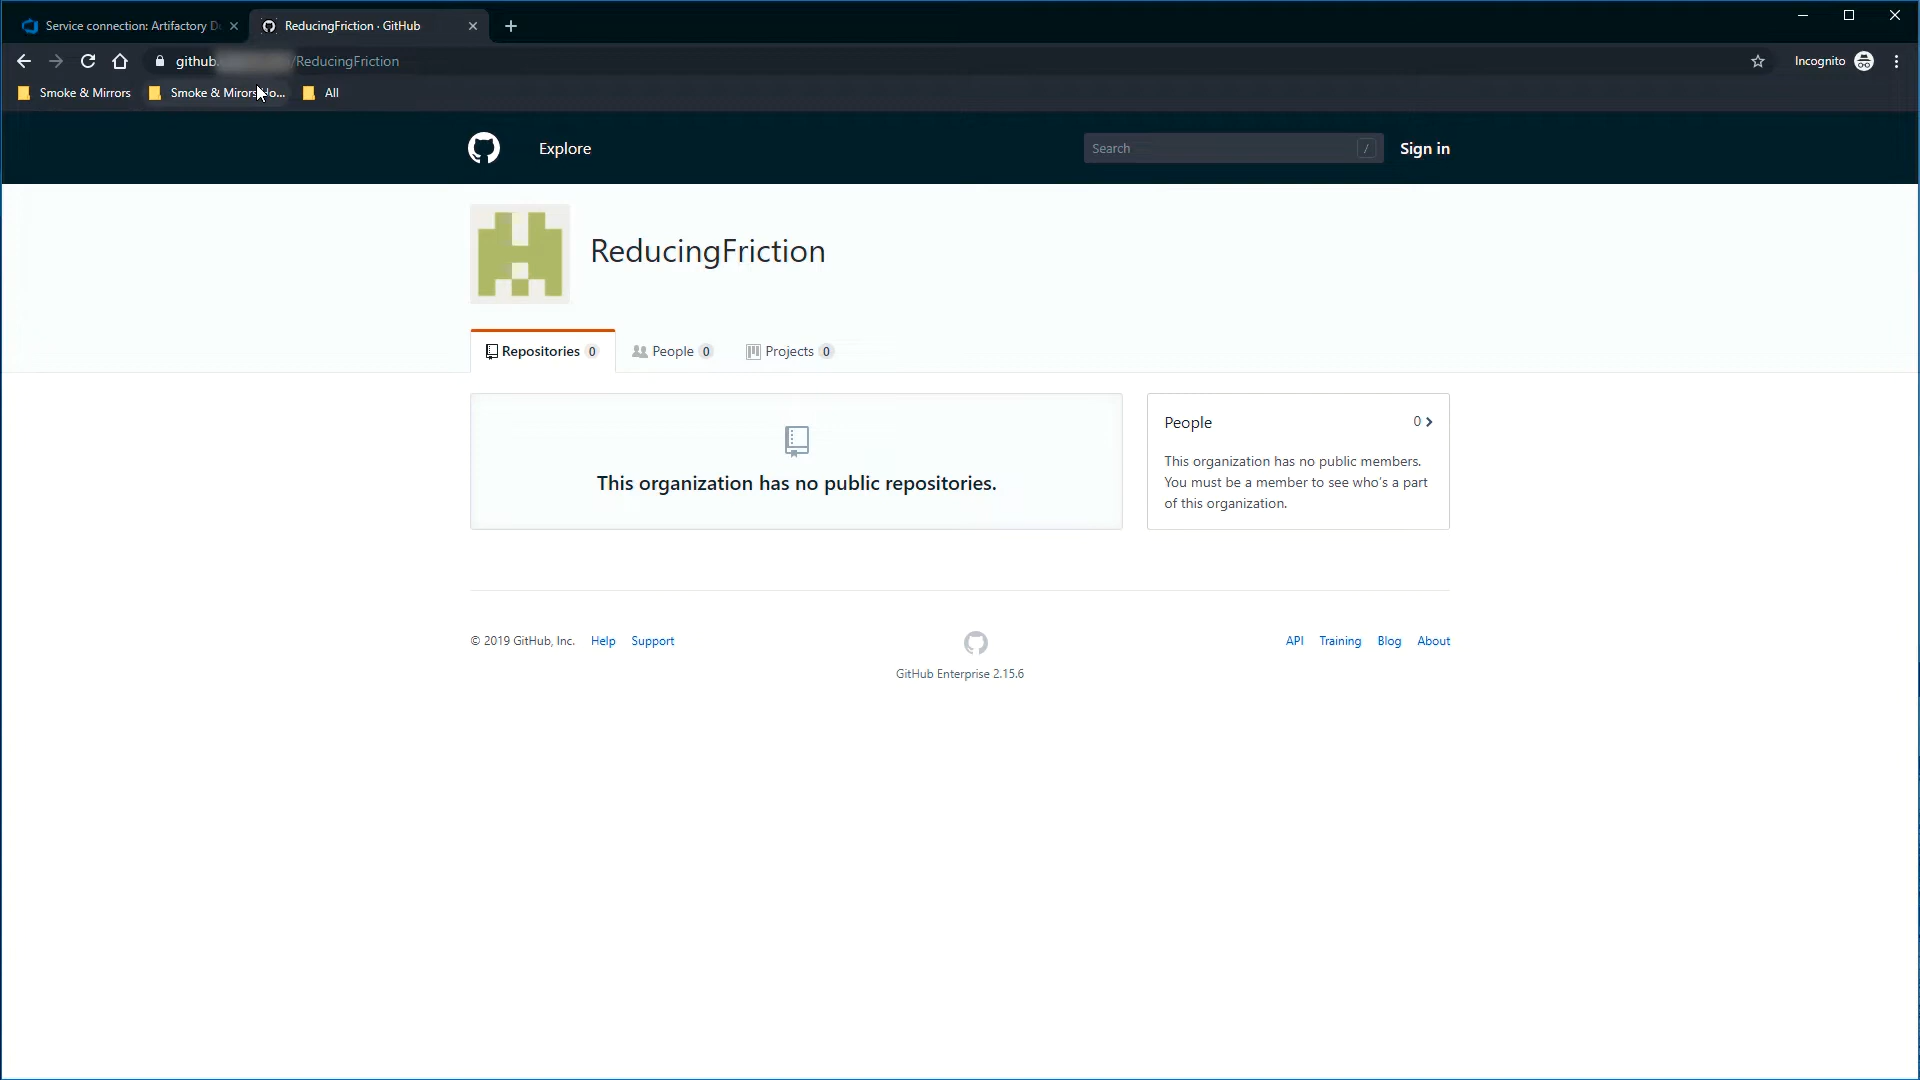 Service connection: Artifactory D
ReducingFriction · GitHub
github.
/ReducingFriction
Incognito
Smoke & Mirrors
Smoke & Mirors
o...
All
Explore
Search
/
Sign in
ReducingFriction
Repositories 0
People 0
Projects 0
This organization has no public repositories.
People
0
This organization has no public members.
You must be a member to see who's a part
of this organization.
© 2019 GitHub, Inc.
Help
Support
GitHub Enterprise 2.15.6
API
Training
Blog
About